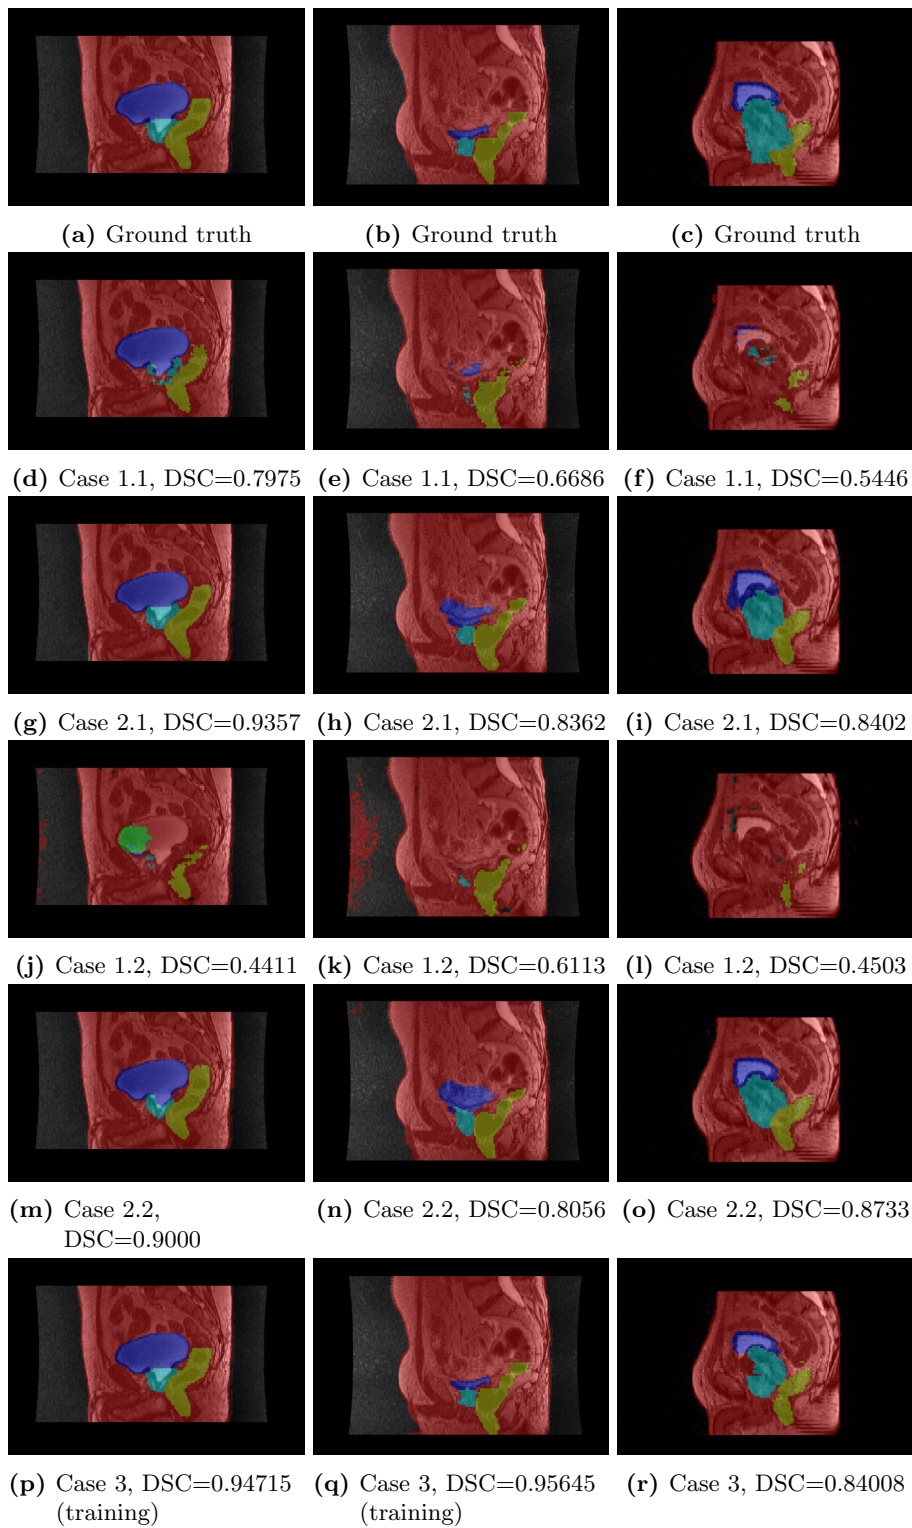 (a) Ground truth
(b) Ground truth
(c) Ground truth
(d) Case 1.1, DSC=0.7975
(e) Case 1.1, DSC=0.6686
(f) Case 1.1, DSC=0.5446
(g) Case 2.1, DSC=0.9357
(h) Case 2.1, DSC=0.8362
(i) Case 2.1, DSC=0.8402
(j) Case 1.2, DSC=0.4411
(k) Case 1.2, DSC=0.6113
(l) Case 1.2, DSC=0.4503
(m) Case 2.2,
DSC=0.9000
(n) Case 2.2, DSC=0.8056
(o) Case 2.2, DSC=0.8733
(p) Case 3, DSC=0.94715
(training)
(q) Case 3, DSC=0.95645
(training)
(r) Case 3, DSC=0.84008